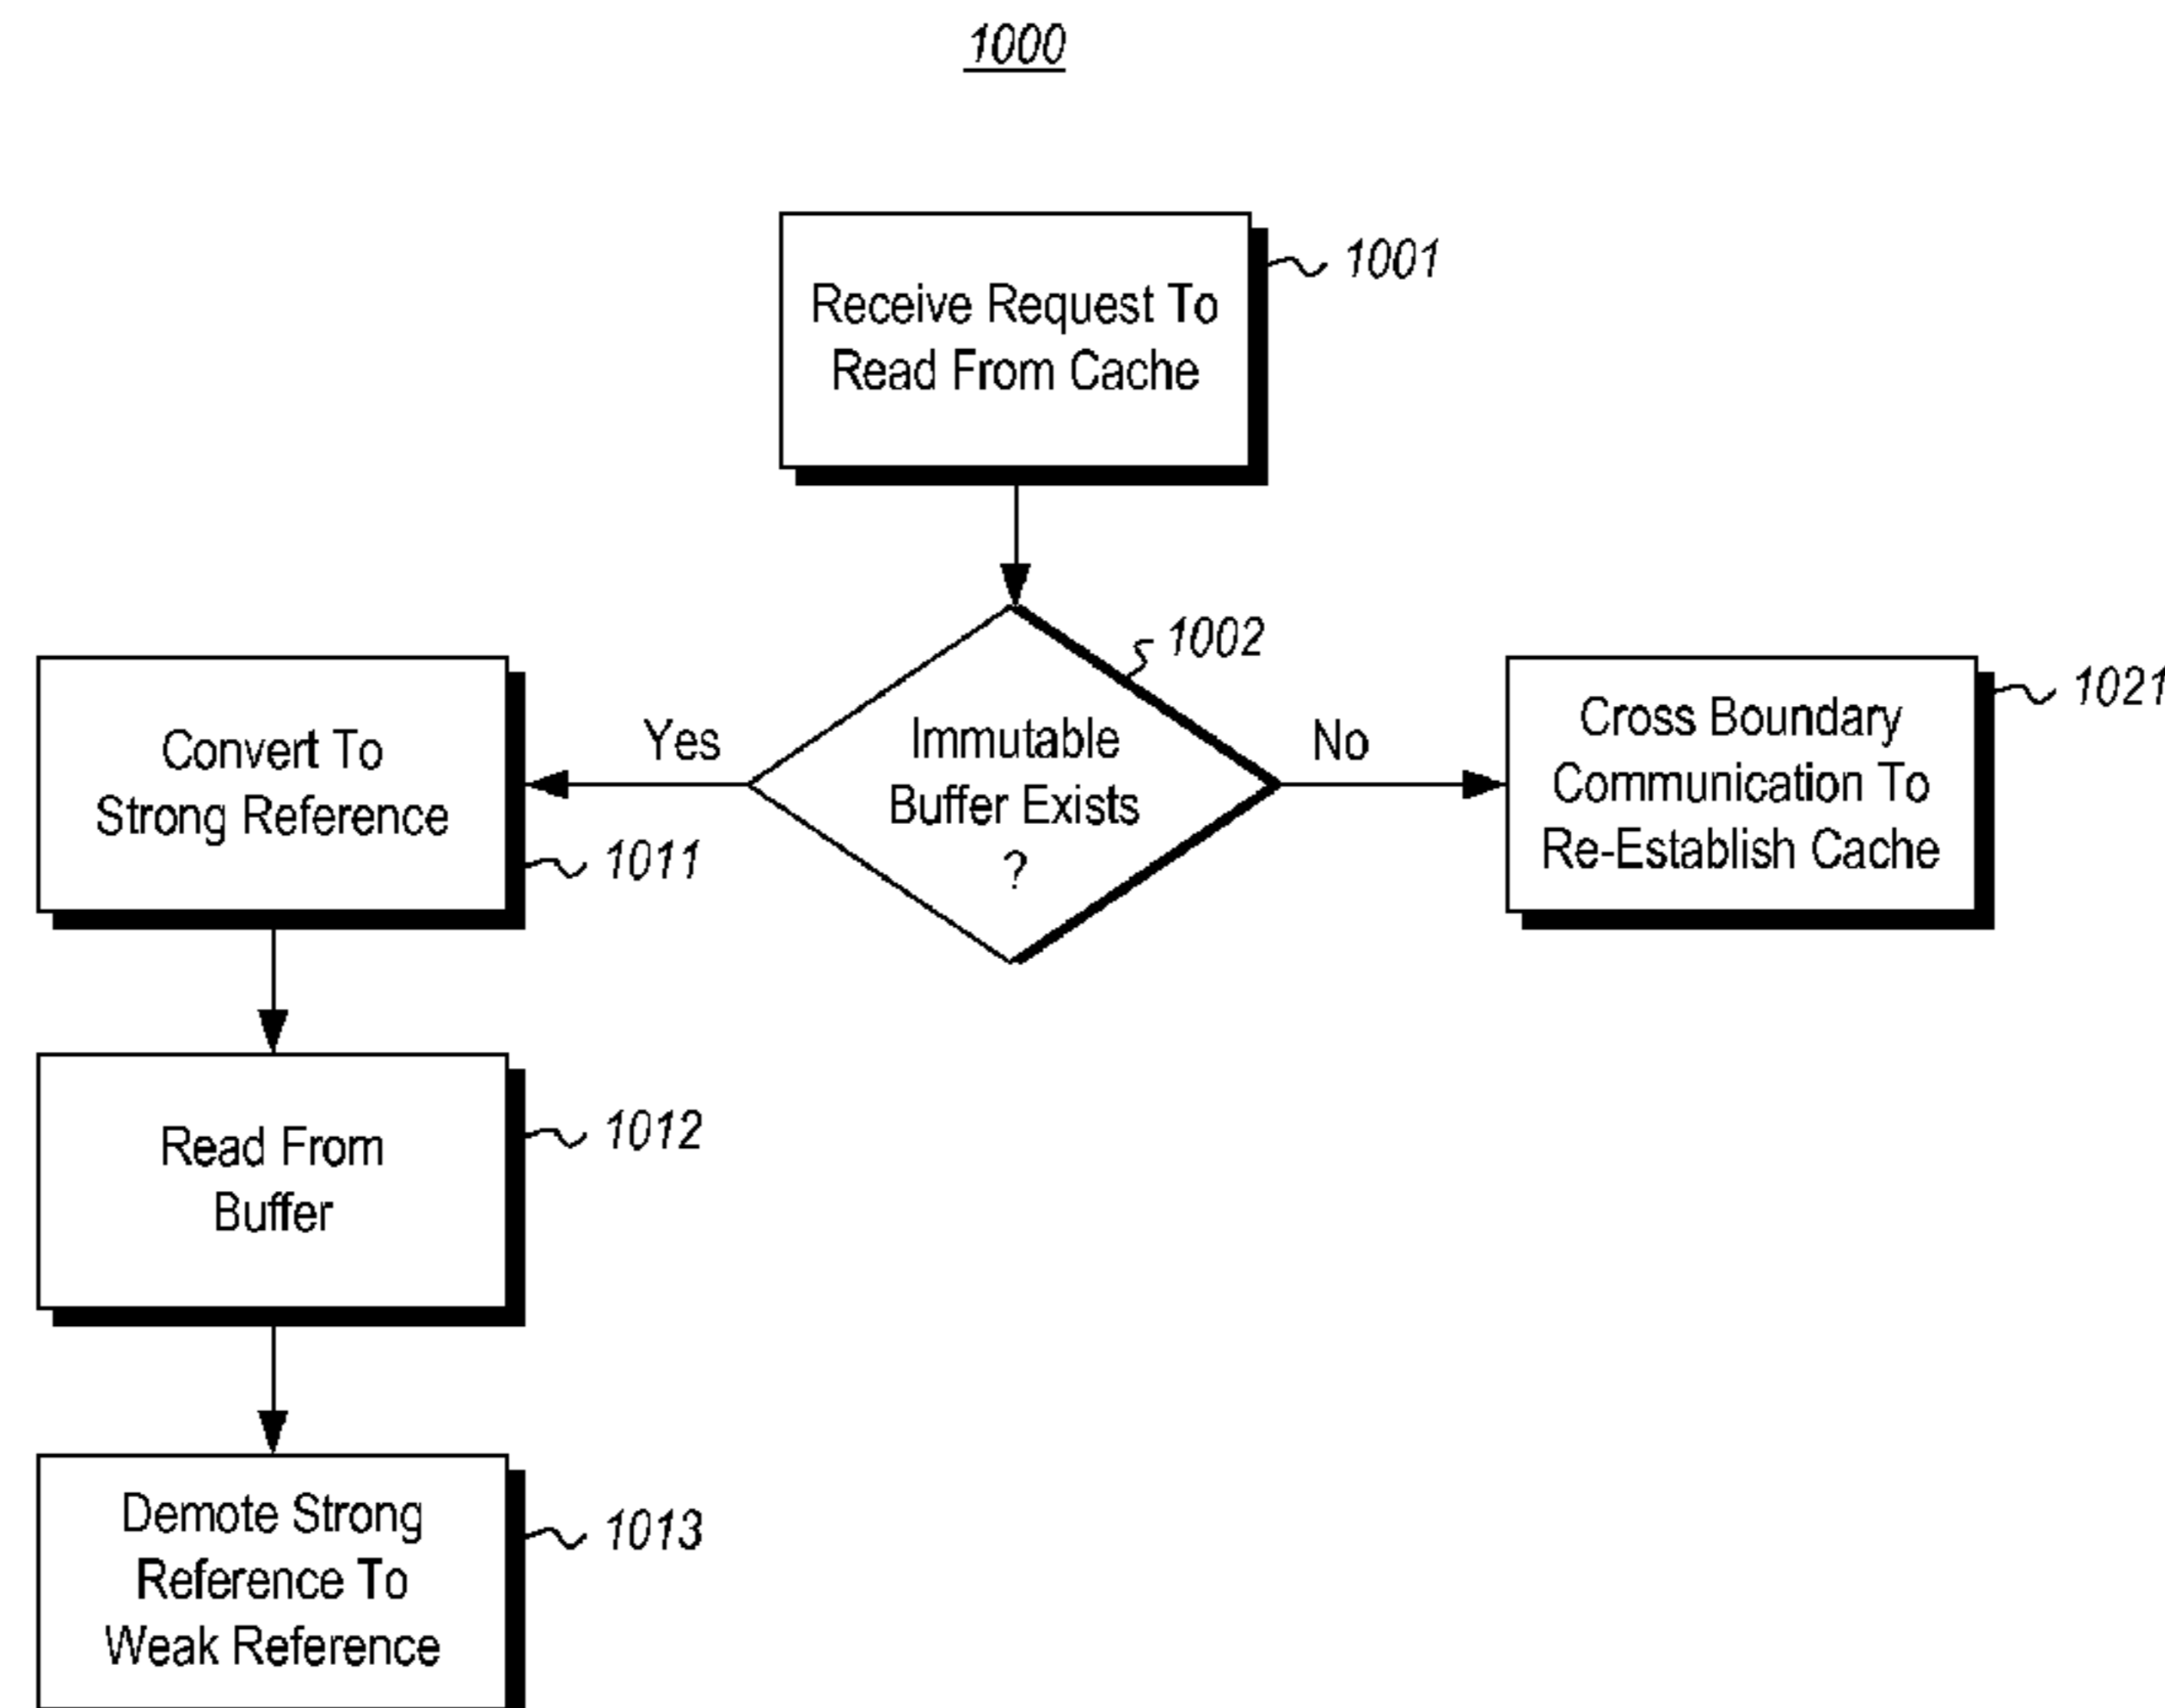 1000
Receive Request To
Read From Cache
1001
1002
Immutable
Buffer Exists
?
Yes
No
Convert To
Strong Reference
1011
Cross Boundary
Communication To
Re-Establish Cache
1021
Read From
Buffer
1012
Demote Strong
Reference To
Weak Reference
1013